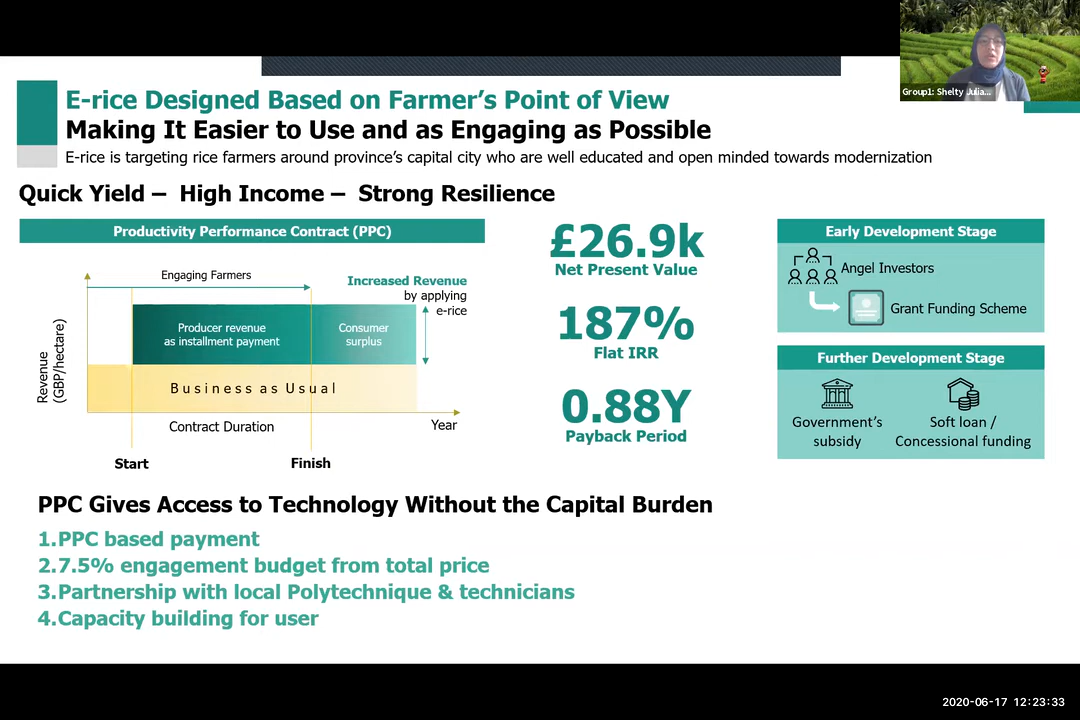 Group1: Shelty Julia...
E-rice Designed Based on Farmer's Point of View
Making It Easier to Use and as Engaging as Possible
E-rice is targeting rice farmers around province's capital city who are well educated and open minded towards modernization
Quick Yield – High Income – Strong Resilience
Productivity Performance Contract (PPC)
Engaging Farmers
Increased Revenue
by applying
e-rice
Producer revenue
as installment payment
Consumer
surplus
Business as Usual
Revenue
(GBP/hectare)
Contract Duration
Year
Start
Finish
£26.9k
Net Present Value
187%
Flat IRR
0.88Y
Payback Period
Early Development Stage
Angel Investors
Grant Funding Scheme
Further Development Stage
Government's
subsidy
Soft loan /
Concessional funding
PPC Gives Access to Technology Without the Capital Burden
1.PPC based payment
2.7.5% engagement budget from total price
3.Partnership with local Polytechnique & technicians
4.Capacity building for user
2020-06-17 12:23:33